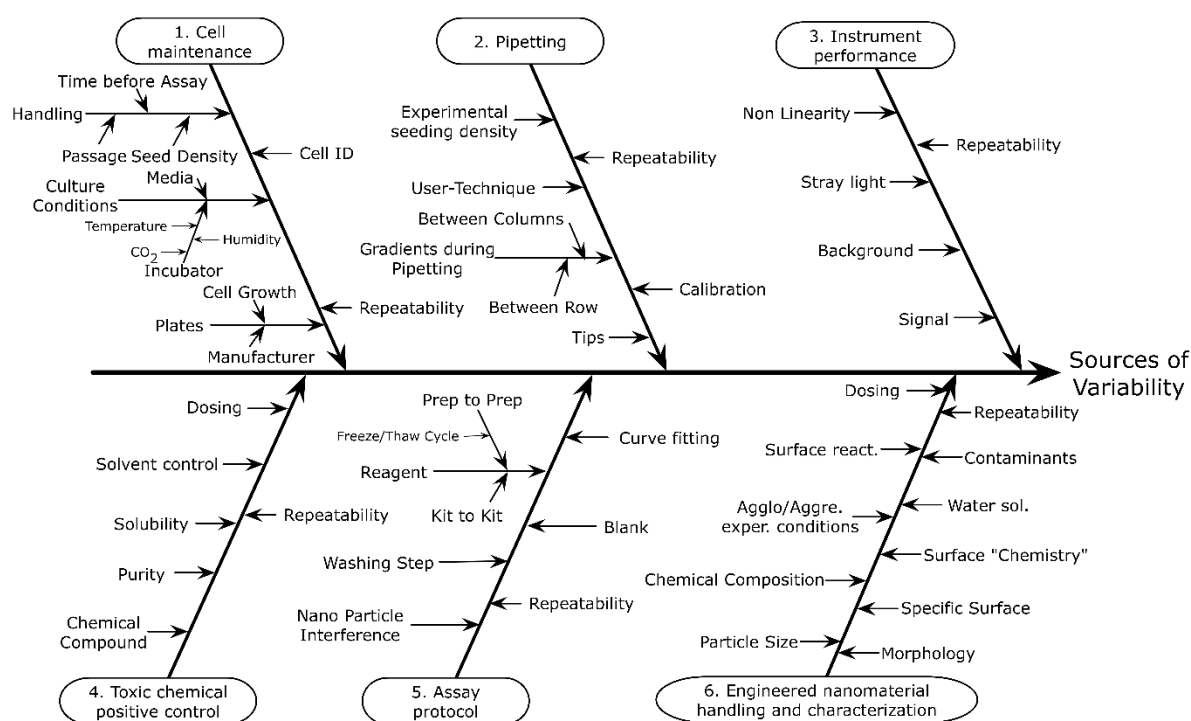 1. Cell
maintenance
2. Pipetting
3. Instrument
performance
Time before Assay
Handling
Passage
Seed Density
Cell ID
Media
Culture
Conditions
Temperature
Humidity
CO2
Incubator
Cell Growth
Plates
Manufacturer
Repeatability
Experimental
seeding density
Repeatability
User-Technique
Between Columns
Gradients during
Pipetting
Between Row
Calibration
Tips
Non Linearity
Repeatability
Stray light
Background
Signal
Sources of
Variability
Dosing
Solvent control
Solubility
Repeatability
Purity
Chemical
Compound
4. Toxic chemical
positive control
Prep to Prep
Freeze/Thaw Cycle
Curve fitting
Reagent
Kit to Kit
Blank
Washing Step
Repeatability
Nano Particle
Interference
5. Assay
protocol
Dosing
Repeatability
Surface react.
Contaminants
Agglo/Aggre.
exper. conditions
Water sol.
Surface "Chemistry"
Chemical Composition
Specific Surface
Particle Size
Morphology
6. Engineered nanomaterial
handling and characterization